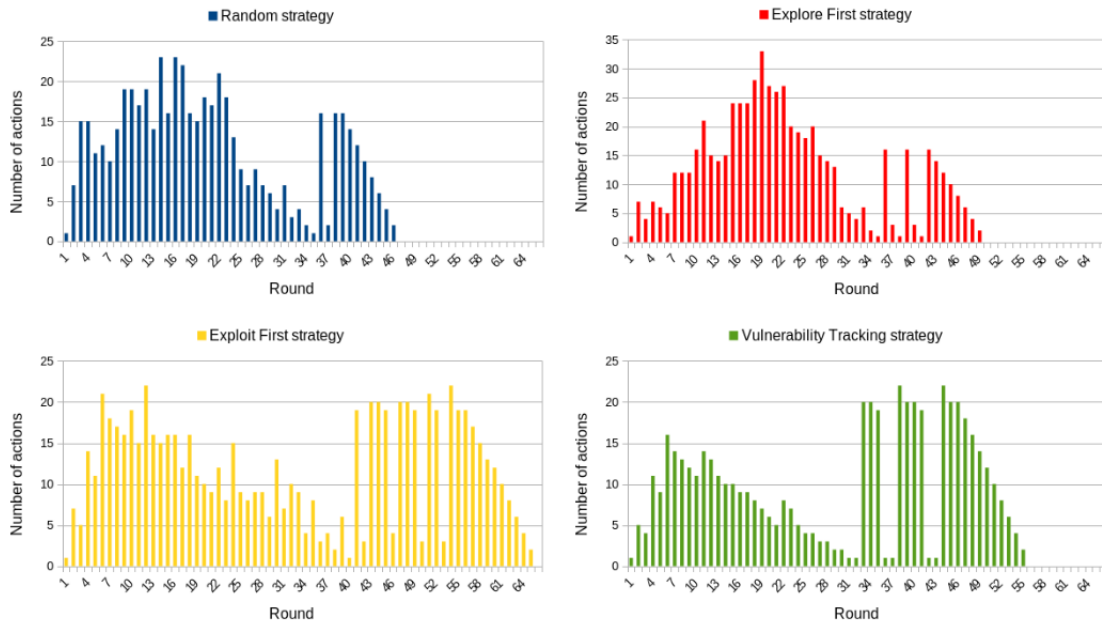 Random strategy
25
20
15
10
5
0
Number of actions
1 4 7 10 13 16 19 22 25 28 31 34 37 40 43 46 49 52 55 58 61 64
Round
Explore First strategy
35
30
25
20
15
10
5
0
Number of actions
1 4 7 10 13 16 19 22 25 28 31 34 37 40 43 46 49 52 55 58 61 64
Round
Exploit First strategy
25
20
15
10
5
0
Number of actions
1 4 7 10 13 16 19 22 25 28 31 34 37 40 43 46 49 52 55 58 61 64
Round
Vulnerability Tracking strategy
25
20
15
10
5
0
Number of actions
1 4 7 10 13 16 19 22 25 28 31 34 37 40 43 46 49 52 55 58 61 64
Round